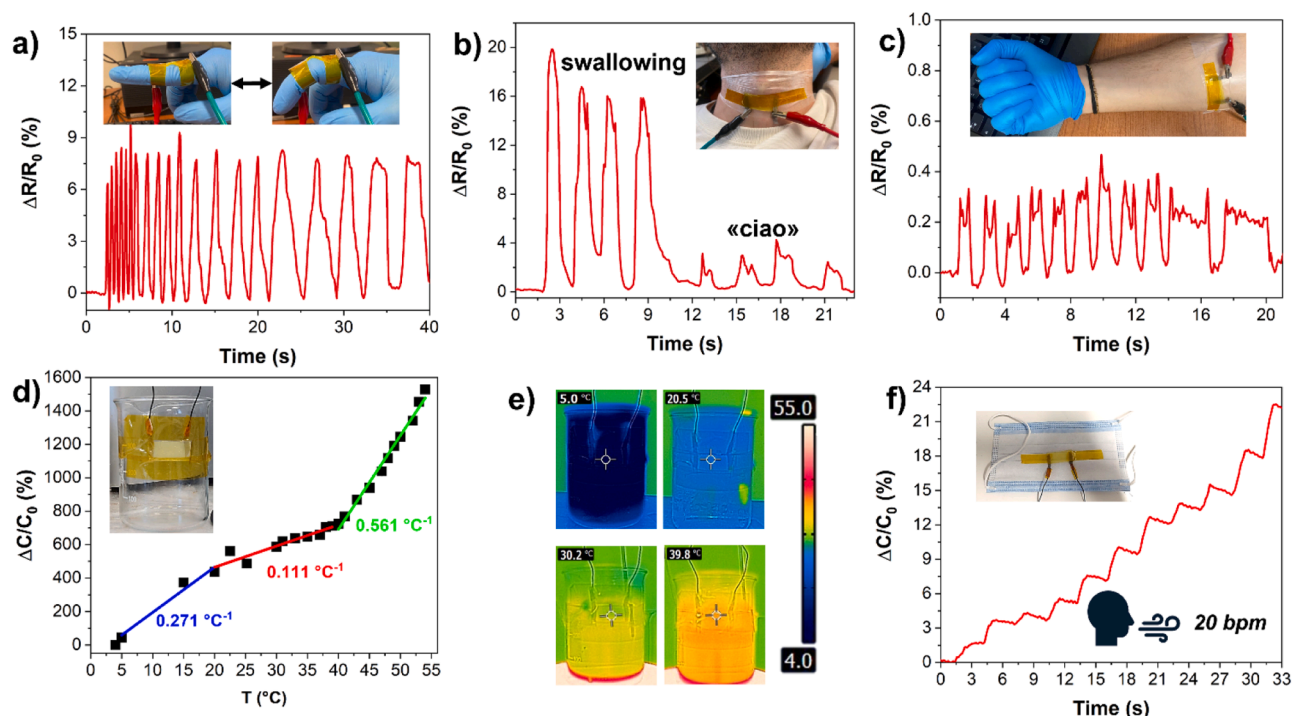 a)
15
12
9
6
3
0
ΔR/R0 (%)
0 10 20 30 40
Time (s)
b)
20
16
12
8
4
0
ΔR/R0 (%)
swallowing
«ciao»
0 3 6 9 12 15 18 21
Time (s)
c)
1.0
0.8
0.6
0.4
0.2
0.0
ΔR/R0 (%)
0 4 8 12 16 20
Time (s)
d)
1600
1400
1200
1000
800
600
400
200
0
ΔC/C0 (%)
0.271 °C-1
0.111 °C-1
0.561 °C-1
0 5 10 15 20 25 30 35 40 45 50 55
T (°C)
e)
5.0 °C
20.5 °C
30.2 °C
39.8 °C
55.0
4.0
f)
24
21
18
15
12
9
6
3
0
ΔC/C0 (%)
20 bpm
0 3 6 9 12 15 18 21 24 27 30 33
Time (s)